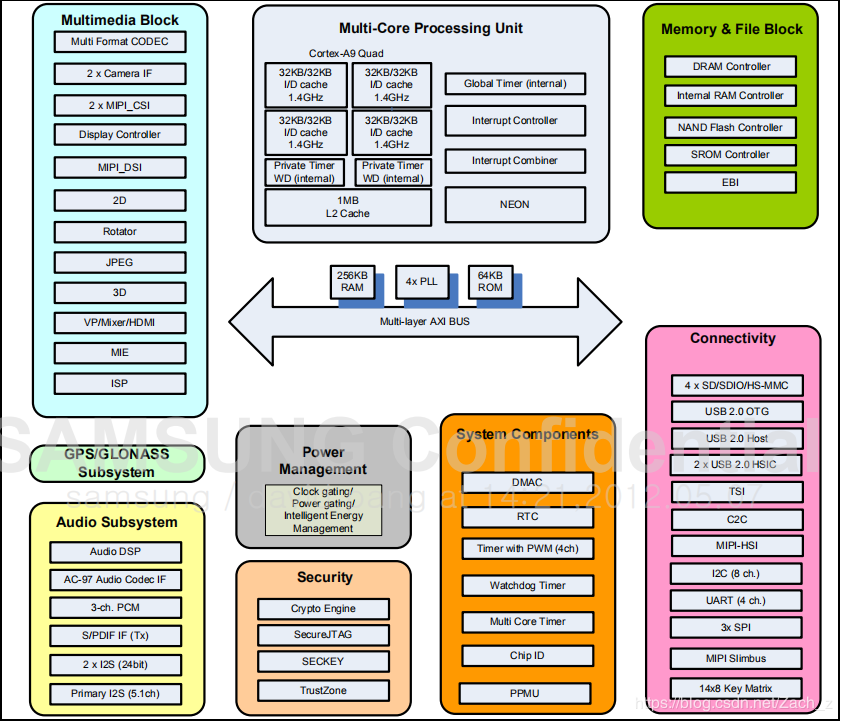 Multimedia Block
Multi Format CODEC
2 x Camera IF
2 x MIPI_CSI
Display Controller
MIPI_DSI
2D
Rotator
JPEG
3D
VP/Mixer/HDMI
MIE
ISP
Multi-Core Processing Unit
Cortex-A9 Quad
32KB/32KB
I/D cache
1.4GHz
32KB/32KB
I/D cache
1.4GHz
32KB/32KB
I/D cache
1.4GHz
32KB/32KB
I/D cache
1.4GHz
Private Timer
WD (internal)
Private Timer
WD (internal)
1MB
L2 Cache
Global Timer (internal)
Interrupt Controller
Interrupt Combiner
NEON
Memory & File Block
DRAM Controller
Internal RAM Controller
NAND Flash Controller
SROM Controller
EBI
256KB
RAM
4x PLL
64KB
ROM
Multi-layer AXI BUS
Connectivity
4 x SD/SDIO/HS-MMC
USB 2.0 OTG
USB 2.0 Host
2 x USB 2.0 HSIC
TSI
C2C
MIPI-HSI
I2C (8 ch.)
UART (4 ch.)
3x SPI
MIPI Slimbus
14x8 Key Matrix
SAMSUNG Confidential
GPS/GLONASS
Subsystem
Audio Subsystem
Audio DSP
AC-97 Audio Codec IF
3-ch. PCM
S/PDIF IF (Tx)
2 x I2S (24bit)
Primary I2S (5.1ch)
Power
Management
Clock gating/
Power gating/
Intelligent Energy
Management
Security
Crypto Engine
SecureJTAG
SECKEY
TrustZone
System Components
DMAC
RTC
Timer with PWM (4ch)
Watchdog Timer
Multi Core Timer
Chip ID
PPMU
samsung / at 14:21,2012.05.07